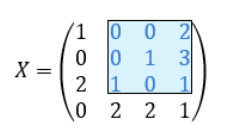 1 0 0 2
0 0 1 3
X = 2 1 0 1
0 2 2 1